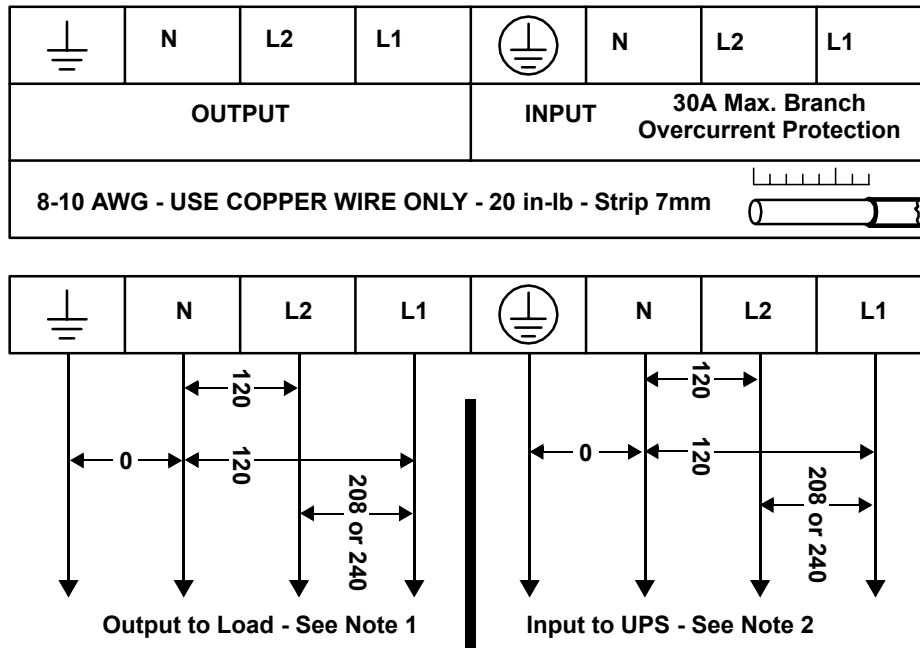 N L2 L1 N L2 L1
OUTPUT INPUT 30A Max. Branch
Overcurrent Protection
8-10 AWG - USE COPPER WIRE ONLY - 20 in-lb - Strip 7mm
N L2 L1 N L2 L1
120 120
0 120 0 120
208 or 240 208 or 240
Output to Load - See Note 1 Input to UPS - See Note 2